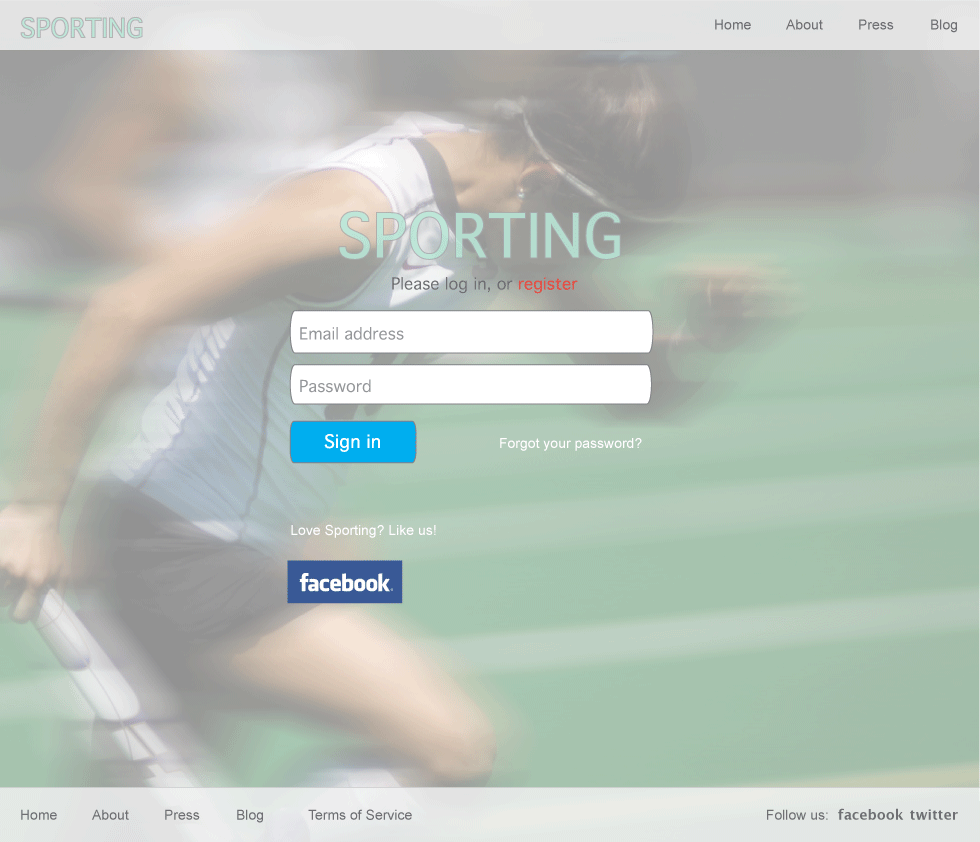 SPORTING
Home About Press Blog
SPORTING
Please log in, or register
Email address
Password
Sign in
Forgot your password?
Love Sporting? Like us!
facebook
Home About Press Blog Terms of Service
Follow us: facebook twitter